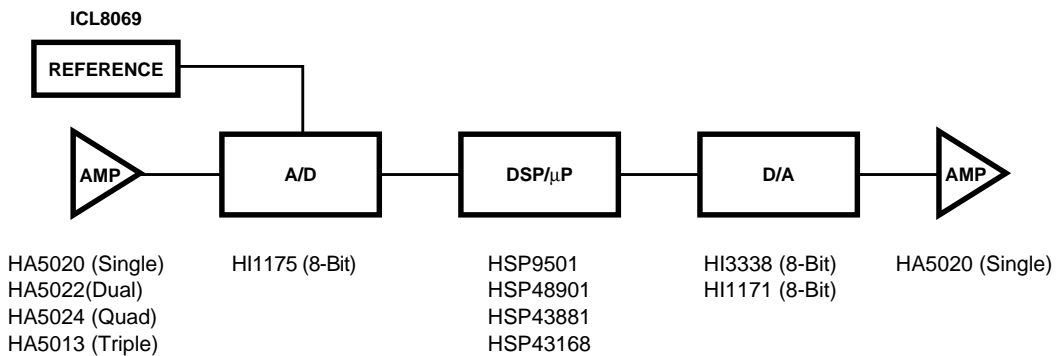 ICL8069
REFERENCE
AMP
A/D
DSP/μP
D/A
AMP
HA5020 (Single)
HA5022(Dual)
HA5024 (Quad)
HA5013 (Triple)
HI1175 (8-Bit)
HSP9501
HSP48901
HSP43881
HSP43168
HI3338 (8-Bit)
HI1171 (8-Bit)
HA5020 (Single)